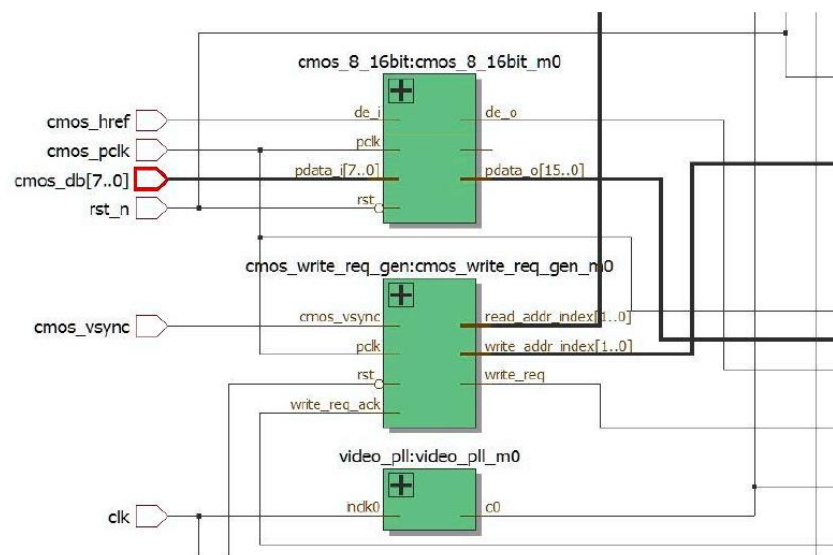 cmos_8_16bit:cmos_8_16bit_m0
cmos_href
de_i
de_o
cmos_pclk
pclk
cmos_db[7..0]
pdata_i[7..0]
pdata_o[15..0]
rst_n
rst
cmos_write_req_gen:cmos_write_req_gen_m0
cmos_vsync
cmos_vsync
read_addr_index[1..0]
pclk
write_addr_index[1..0]
rst
write_req
write_req_ack
video_pll:video_pll_m0
clk
inclk0
c0